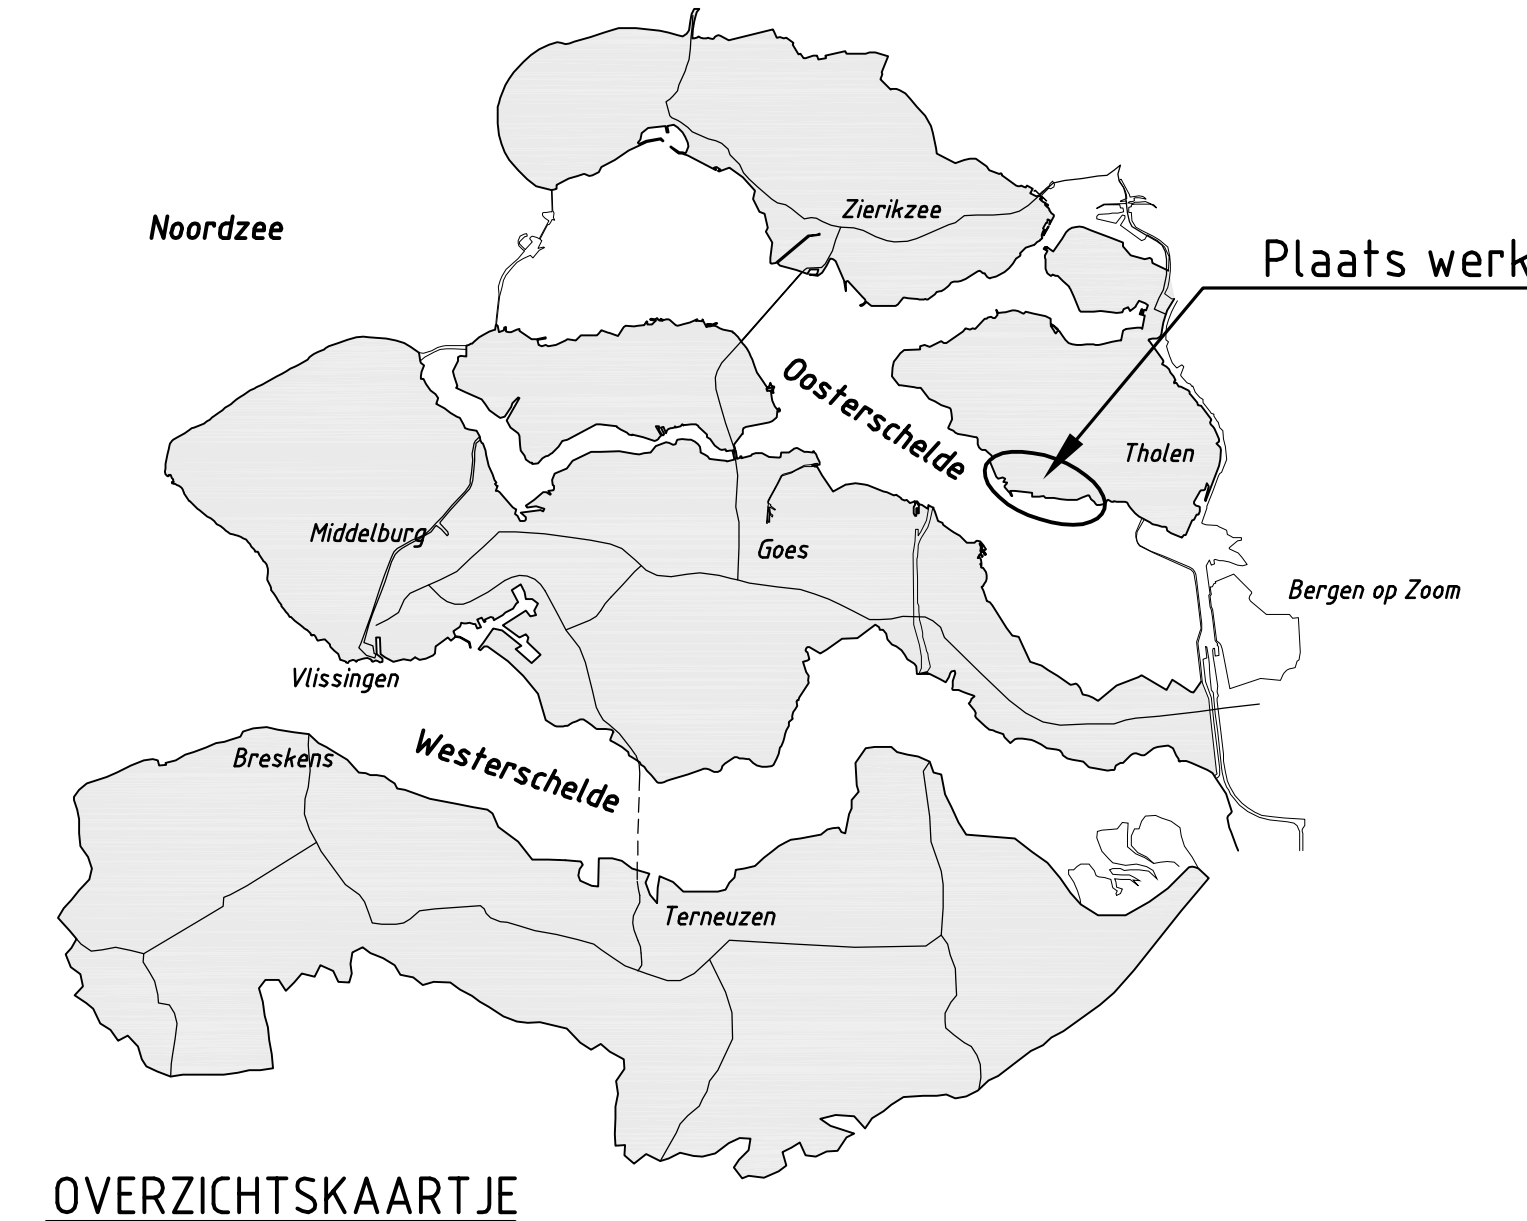 Zierikzee
Noordzee
Plaats werk
Oosterschelde
Tholen
Middelburg
Goes
Bergen op Zoom
Vlissingen
Westerschelde
Breskens
Terneuzen
OVERZICHTSKAARTJE